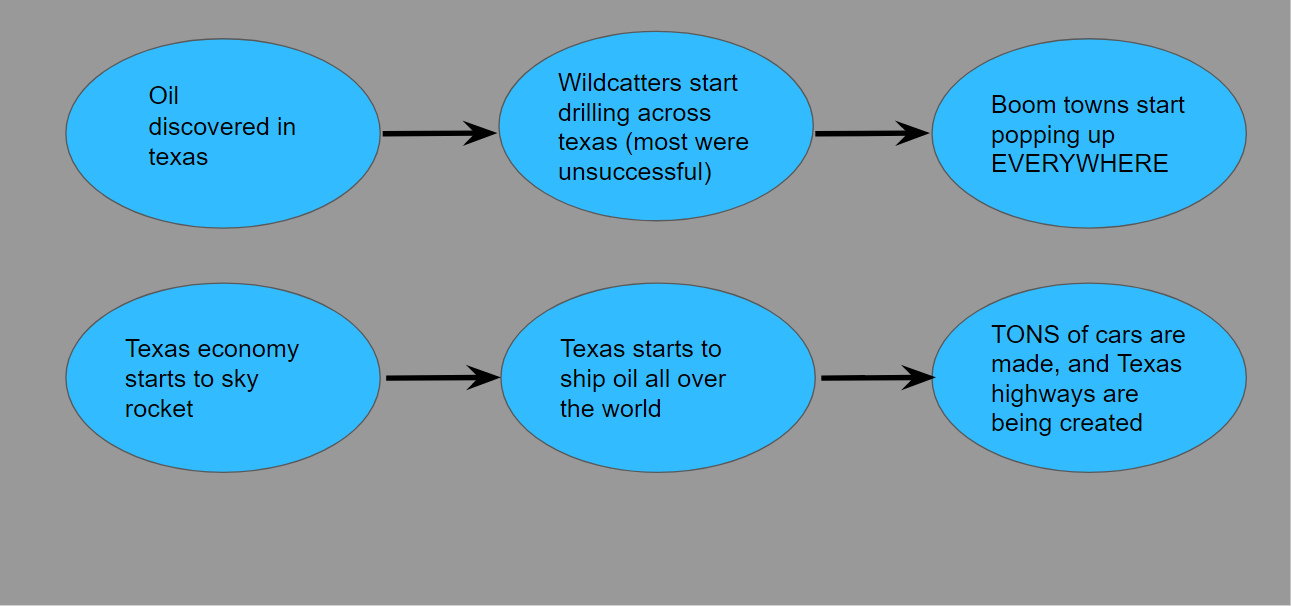 Oil
discovered in
texas
Wildcatters start
drilling across
texas (most were
unsuccessful)
Boom towns start
popping up
EVERYWHERE
Texas economy
starts to sky
rocket
Texas starts to
ship oil all over
the world
TONS of cars are
made, and Texas
highways are
being created